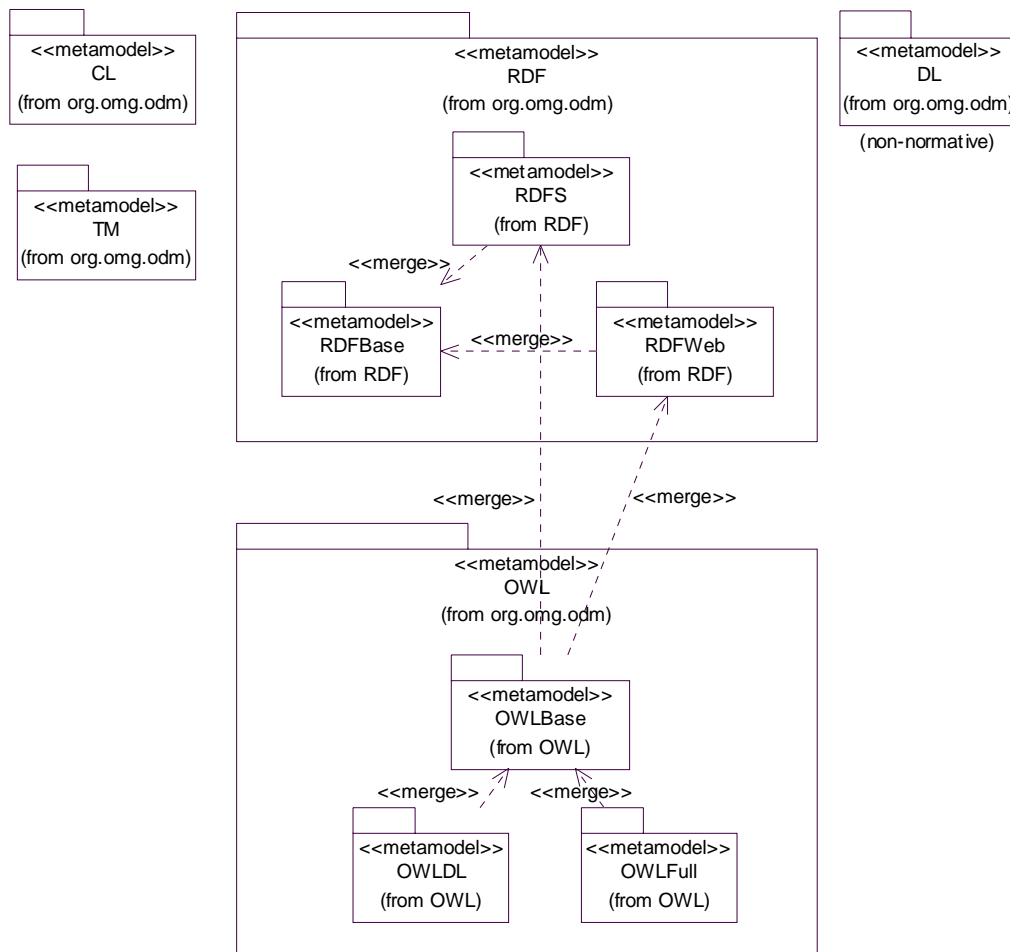 <<metamodel>>
CL
(from org.omg.odm)
<<metamodel>>
TM
(from org.omg.odm)
<<metamodel>>
RDF
(from org.omg.odm)
<<metamodel>>
RDFS
(from RDF)
<<merge>>
<<metamodel>>
RDFBase
(from RDF)
<<merge>>
<<metamodel>>
RDFWeb
(from RDF)
<<metamodel>>
DL
(from org.omg.odm)
(non-normative)
<<merge>>
<<merge>>
<<metamodel>>
OWL
(from org.omg.odm)
<<metamodel>>
OWLBase
(from OWL)
<<merge>>
<<merge>>
<<metamodel>>
OWLDL
(from OWL)
<<metamodel>>
OWLFull
(from OWL)